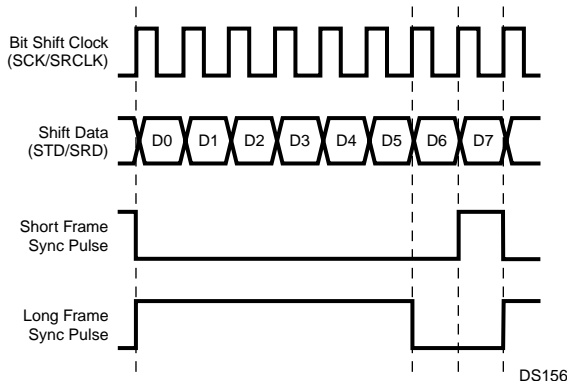 Bit Shift Clock
(SCK/SRCLK)
Shift Data
(STD/SRD)
D0 D1 D2 D3 D4 D5 D6 D7
Short Frame
Sync Pulse
Long Frame
Sync Pulse
DS156